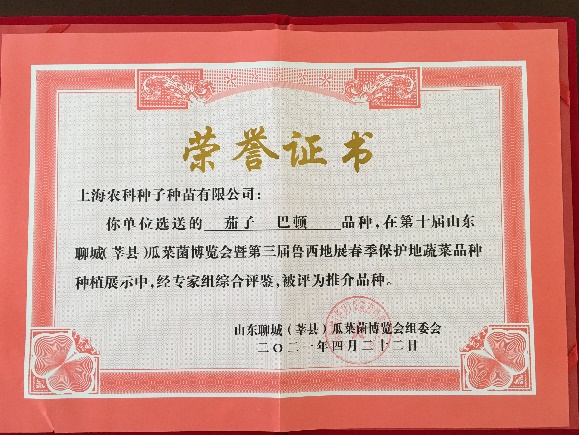 荣誉证书
上海农科种子种苗有限公司：
你单位选送的 茄子 巴顿 品种，在第十届山东
聊城（莘县）瓜菜菌博览会暨第三届鲁西地展春季保护地蔬菜品种
种植展示中，经专家组综合评鉴，被评为推介品种。
山东聊城（莘县）瓜菜菌博览会组委会
二〇二一年四月二十二日